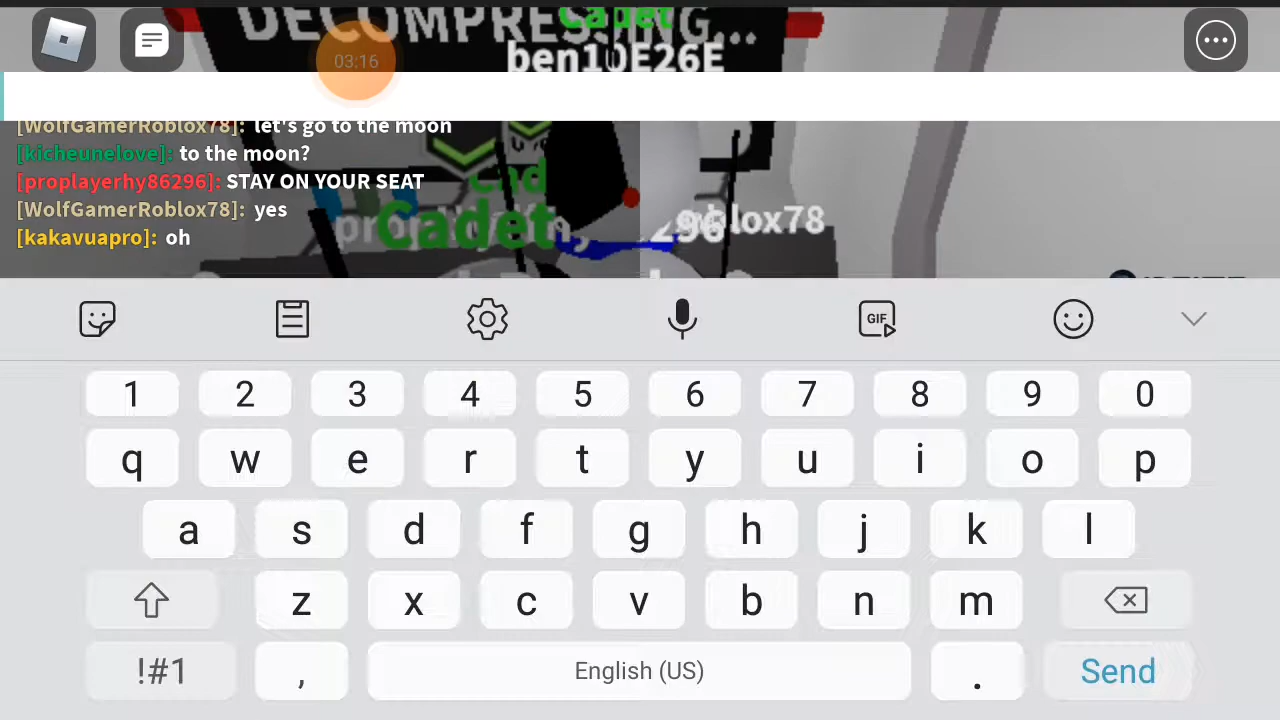 DECOMPRESSING...
Cadet
ben10E26E
03:16
[WolfGamerRoblox78]: let's go to the moon
[kicheunelove]: to the moon?
[proplayerhy86296]: STAY ON YOUR SEAT
[WolfGamerRoblox78]: yes
[kakavuapro]: oh
Cadet
GIF
1 2 3 4 5 6 7 8 9 0
q w e r t y u i o p
a s d f g h j k l
z x c v b n m
!#1 , English (US) . Send